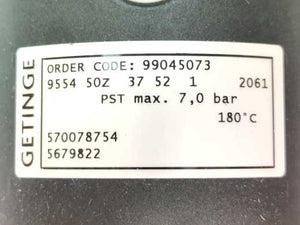 GETINGE
ORDER CODE: 99045073
9554 50Z 37 52 1 2061
PST max. 7,0 bar
180°C
570078754
5679822